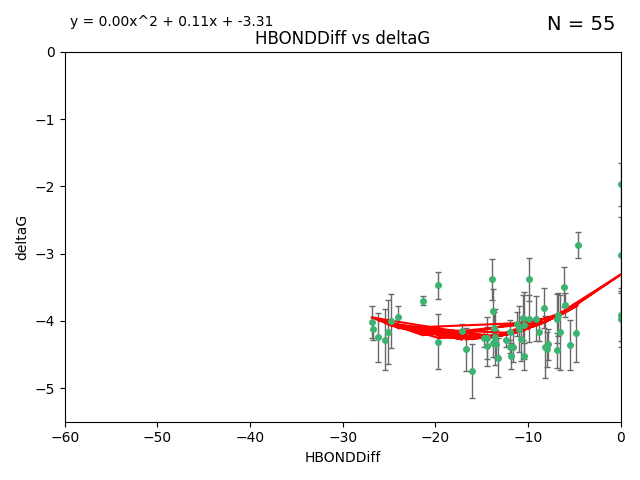 y = 0.00x^2 + 0.11x + -3.31
N = 55
HBONDDiff vs deltaG
0
−1
−2
−3
−4
−5
deltaG
−60 −50 −40 −30 −20 −10 0
HBONDDiff